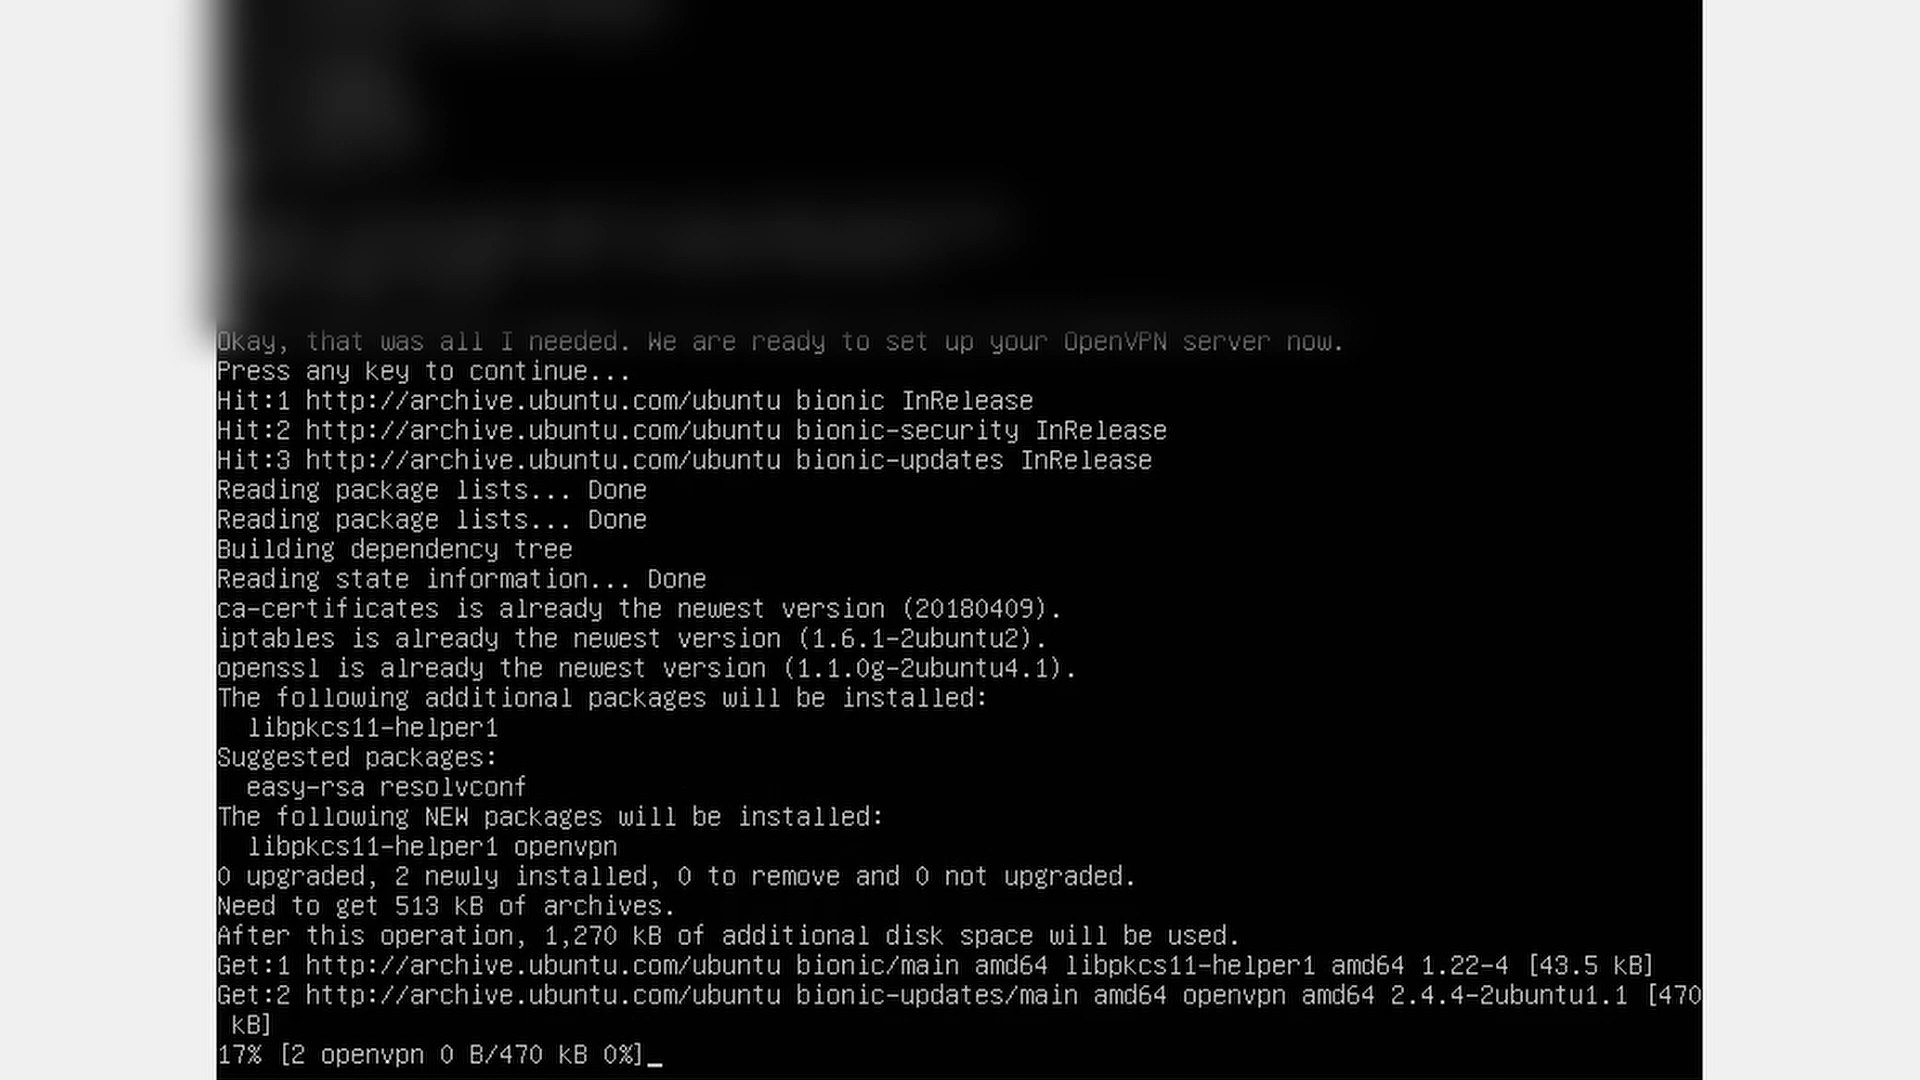 Okay, that was all I needed. We are ready to set up your OpenVPN server now.
Press any key to continue...
Hit:1 http://archive.ubuntu.com/ubuntu bionic InRelease
Hit:2 http://archive.ubuntu.com/ubuntu bionic-security InRelease
Hit:3 http://archive.ubuntu.com/ubuntu bionic-updates InRelease
Reading package lists... Done
Reading package lists... Done
Building dependency tree
Reading state information... Done
ca-certificates is already the newest version (20180409).
iptables is already the newest version (1.6.1-2ubuntu2).
openssl is already the newest version (1.1.0g-2ubuntu4.1).
The following additional packages will be installed:
  libpkcs11-helper1
Suggested packages:
  easy-rsa resolvconf
The following NEW packages will be installed:
  libpkcs11-helper1 openvpn
0 upgraded, 2 newly installed, 0 to remove and 0 not upgraded.
Need to get 513 kB of archives.
After this operation, 1,270 kB of additional disk space will be used.
Get:1 http://archive.ubuntu.com/ubuntu bionic/main amd64 libpkcs11-helper1 amd64 1.22-4 [43.5 kB]
Get:2 http://archive.ubuntu.com/ubuntu bionic-updates/main amd64 openvpn amd64 2.4.4-2ubuntu1.1 [470
 kB]
17% [2 openvpn 0 B/470 kB 0%]_